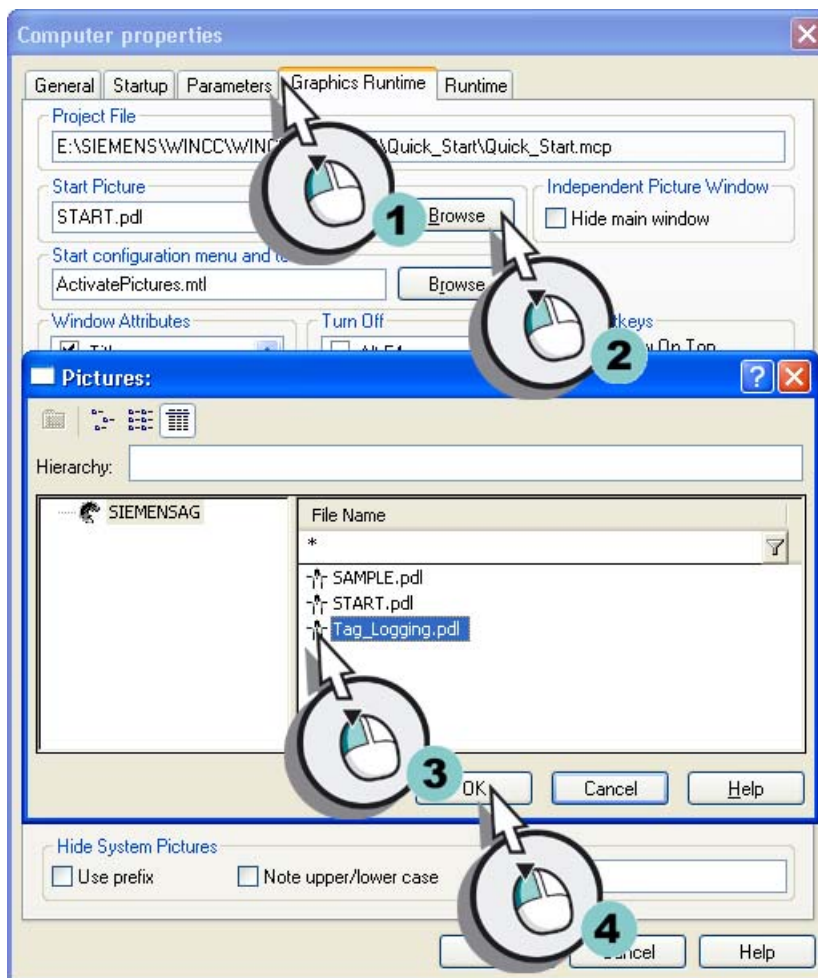 Computer properties
General Startup Parameters Graphics Runtime Runtime
Project File
E:\SIEMENS\WINCC\WINC \Quick_Start\Quick_Start.mcp
Start Picture
Independent Picture Window
START.pdl
1
Browse
Hide main window
Start configuration menu and
ActivatePictures.mtl
Browse
2
Window Attributes
Turn Off
On Top
Pictures:
Hierarchy:
SIEMENSAG
File Name
*
SAMPLE.pdl
START.pdl
Tag_Logging.pdl
3
OK
Cancel
Help
Hide System Pictures
Use prefix
Note upper/lower case
4
Help